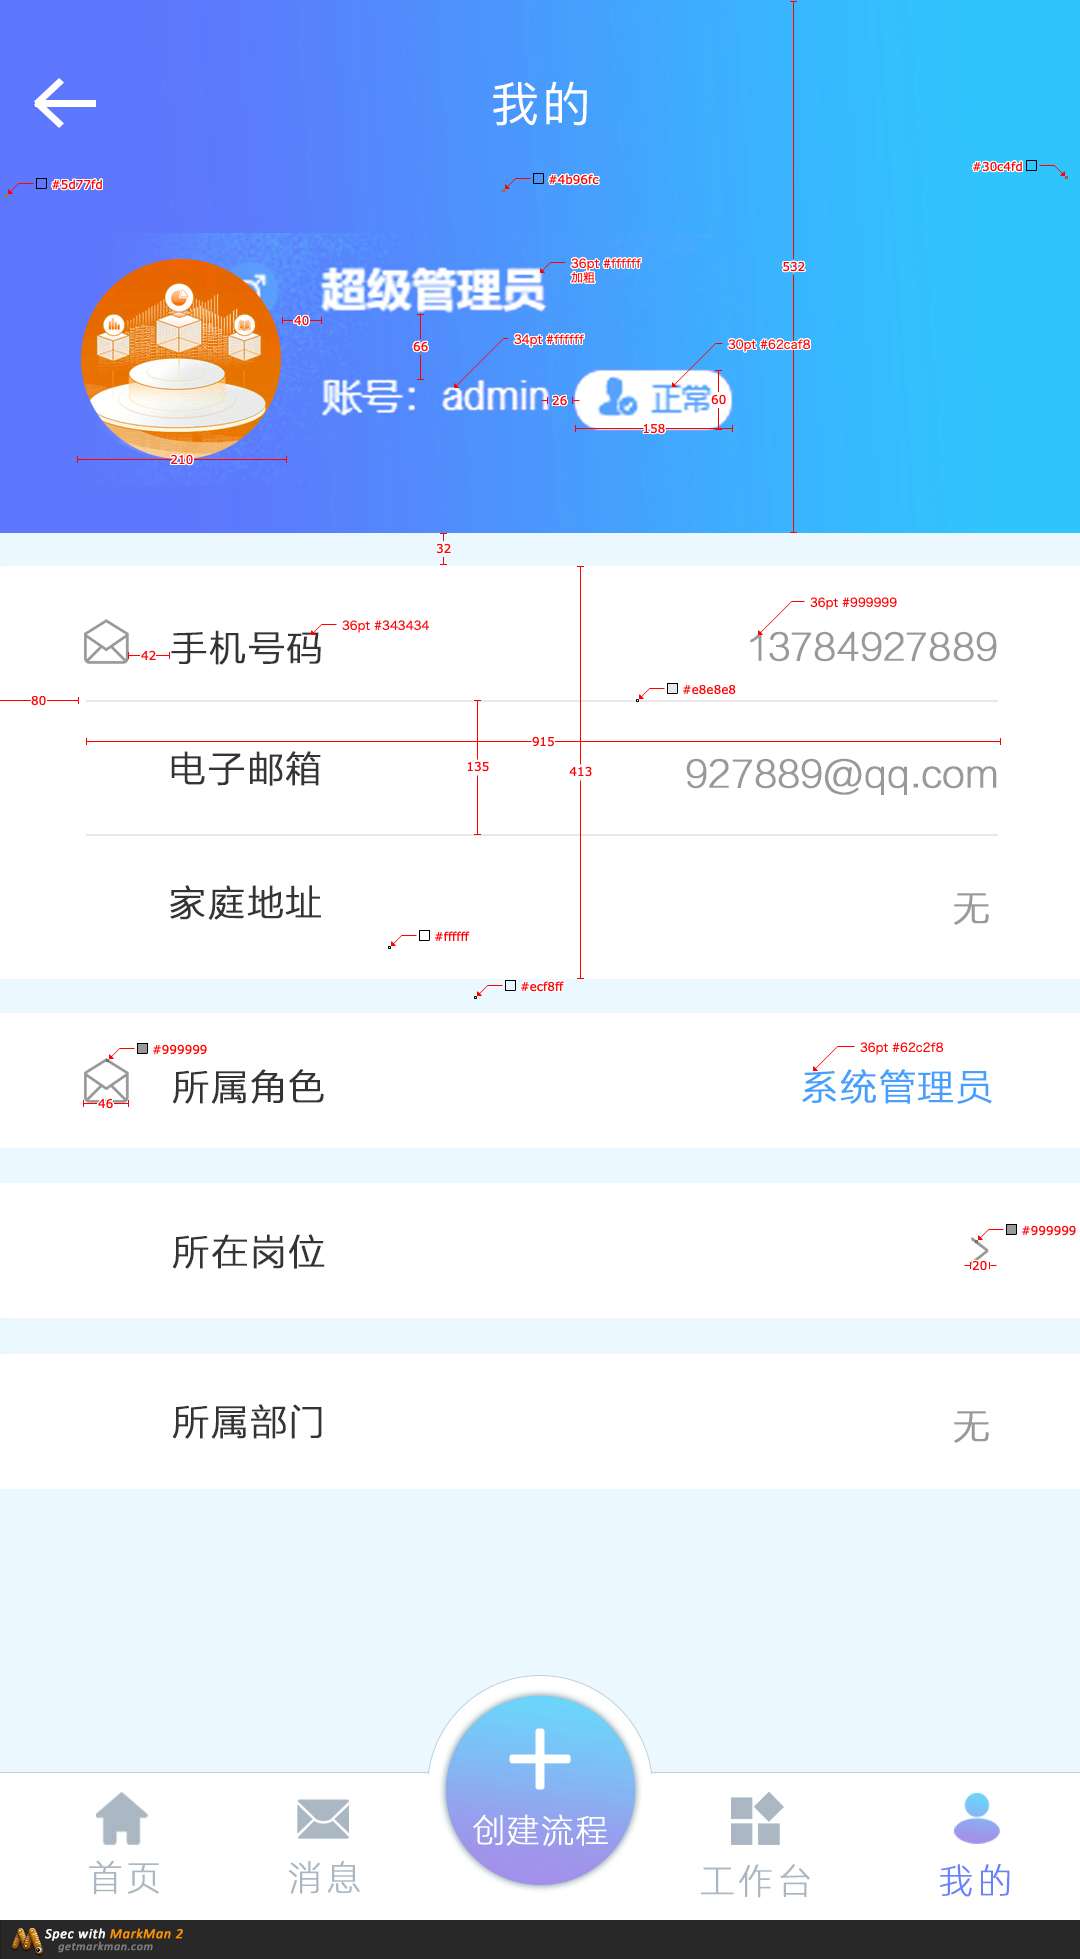 我的
#5d77fd
#4b96fc
#30c4fd
超级管理员
36pt #ffffff
加粗
532
40
66
34pt #ffffff
30pt #62caf8
账号：admin
26
正常
60
158
210
32
手机号码
36pt #343434
42
36pt #999999
13784927889
80
#e8e8e8
915
电子邮箱
135
413
927889@qq.com
家庭地址
无
#ffffff
#ecf8ff
#999999
46
所属角色
36pt #62c2f8
系统管理员
所在岗位
#999999
20
所属部门
无
创建流程
首页
消息
工作台
我的
Spec with MarkMan 2
getmarkman.com